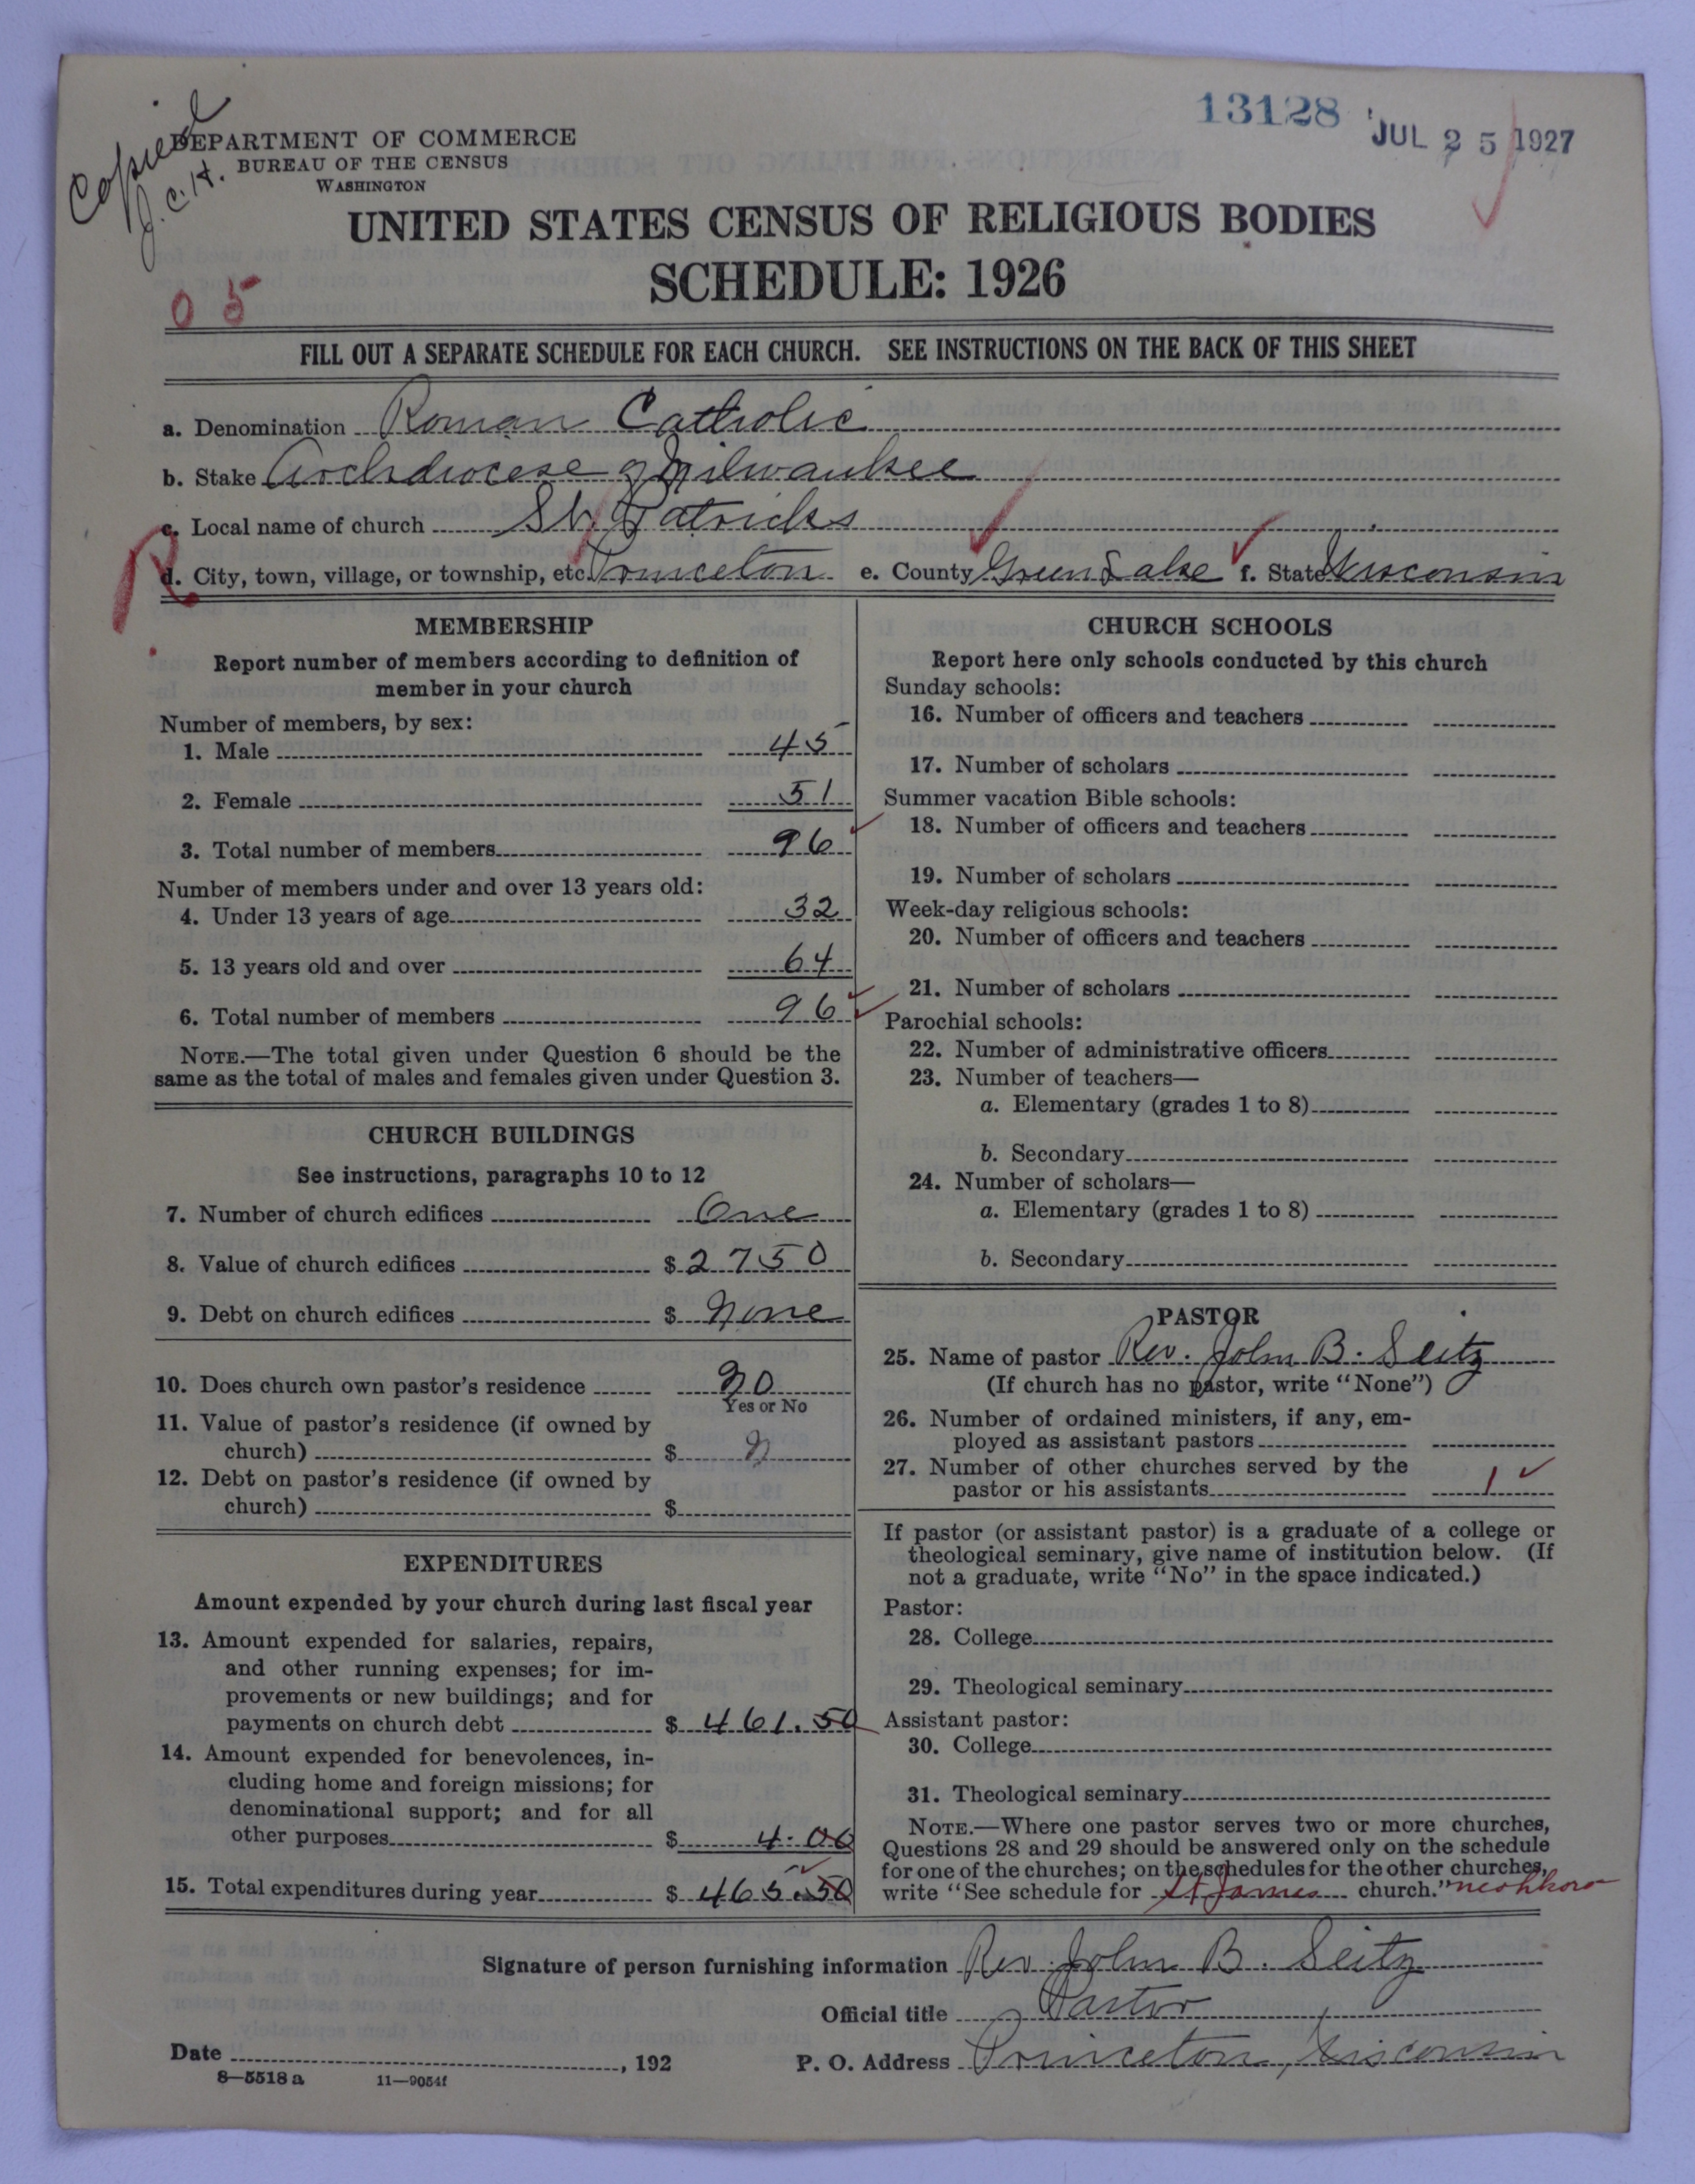 Copied
J.C.H.
13128
JUL 25 1927
DEPARTMENT OF COMMERCE
BUREAU OF THE CENSUS
WASHINGTON
UNITED STATES CENSUS OF RELIGIOUS BODIES
SCHEDULE: 1926
0 5
FILL OUT A SEPARATE SCHEDULE FOR EACH CHURCH. SEE INSTRUCTIONS ON THE BACK OF THIS SHEET
a. Denomination Roman Catholic
b. Stake Archdiocese of Milwaukee
c. Local name of church St. Patricks
R
d. City, town, village, or township, etc. Princeton e. County Green Lake f. State Wisconsin
MEMBERSHIP
Report number of members according to definition of
member in your church
Number of members, by sex:
1. Male 45
2. Female 51
3. Total number of members 96
Number of members under and over 13 years old:
4. Under 13 years of age 32
5. 13 years old and over 64
6. Total number of members 96
NOTE.—The total given under Question 6 should be the
same as the total of males and females given under Question 3.
CHURCH BUILDINGS
See instructions, paragraphs 10 to 12
7. Number of church edifices One
8. Value of church edifices $ 2750
9. Debt on church edifices $ None
10. Does church own pastor's residence No
Yes or No
11. Value of pastor's residence (if owned by
church) $ N
12. Debt on pastor's residence (if owned by
church) $
EXPENDITURES
Amount expended by your church during last fiscal year
13. Amount expended for salaries, repairs,
and other running expenses; for im-
provements or new buildings; and for
payments on church debt $ 461.50
14. Amount expended for benevolences, in-
cluding home and foreign missions; for
denominational support; and for all
other purposes $ 4.00
15. Total expenditures during year $ 465.50
CHURCH SCHOOLS
Report here only schools conducted by this church
Sunday schools:
16. Number of officers and teachers
17. Number of scholars
Summer vacation Bible schools:
18. Number of officers and teachers
19. Number of scholars
Week-day religious schools:
20. Number of officers and teachers
21. Number of scholars
Parochial schools:
22. Number of administrative officers
23. Number of teachers—
a. Elementary (grades 1 to 8)
b. Secondary
24. Number of scholars—
a. Elementary (grades 1 to 8)
b. Secondary
PASTOR
25. Name of pastor Rev. John B. Seitz
(If church has no pastor, write "None")
26. Number of ordained ministers, if any, em-
ployed as assistant pastors
27. Number of other churches served by the
pastor or his assistants 1
If pastor (or assistant pastor) is a graduate of a college or
theological seminary, give name of institution below. (If
not a graduate, write "No" in the space indicated.)
Pastor:
28. College
29. Theological seminary
Assistant pastor:
30. College
31. Theological seminary
NOTE.—Where one pastor serves two or more churches,
Questions 28 and 29 should be answered only on the schedule
for one of the churches; on the schedules for the other churches,
write "See schedule for St James church." neshkoro
Signature of person furnishing information Rev. John B. Seitz
Official title Pastor
Date , 192
P. O. Address Princeton, Wisconsin
8—5518 a 11—9054f